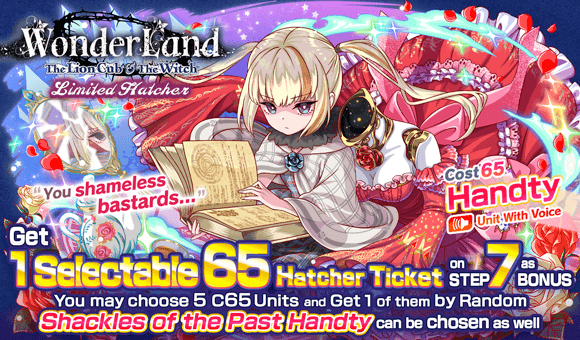 WonderLand
The Lion Cub & The Witch
Limited Hatcher
"You shameless
bastards..."
Cost 65
Handty
Unit With Voice
Get
1 Selectable 65 Hatcher Ticket on STEP 7 as BONUS
You may choose 5 C65 Units and Get 1 of them by Random
Shackles of the Past Handty can be chosen as well